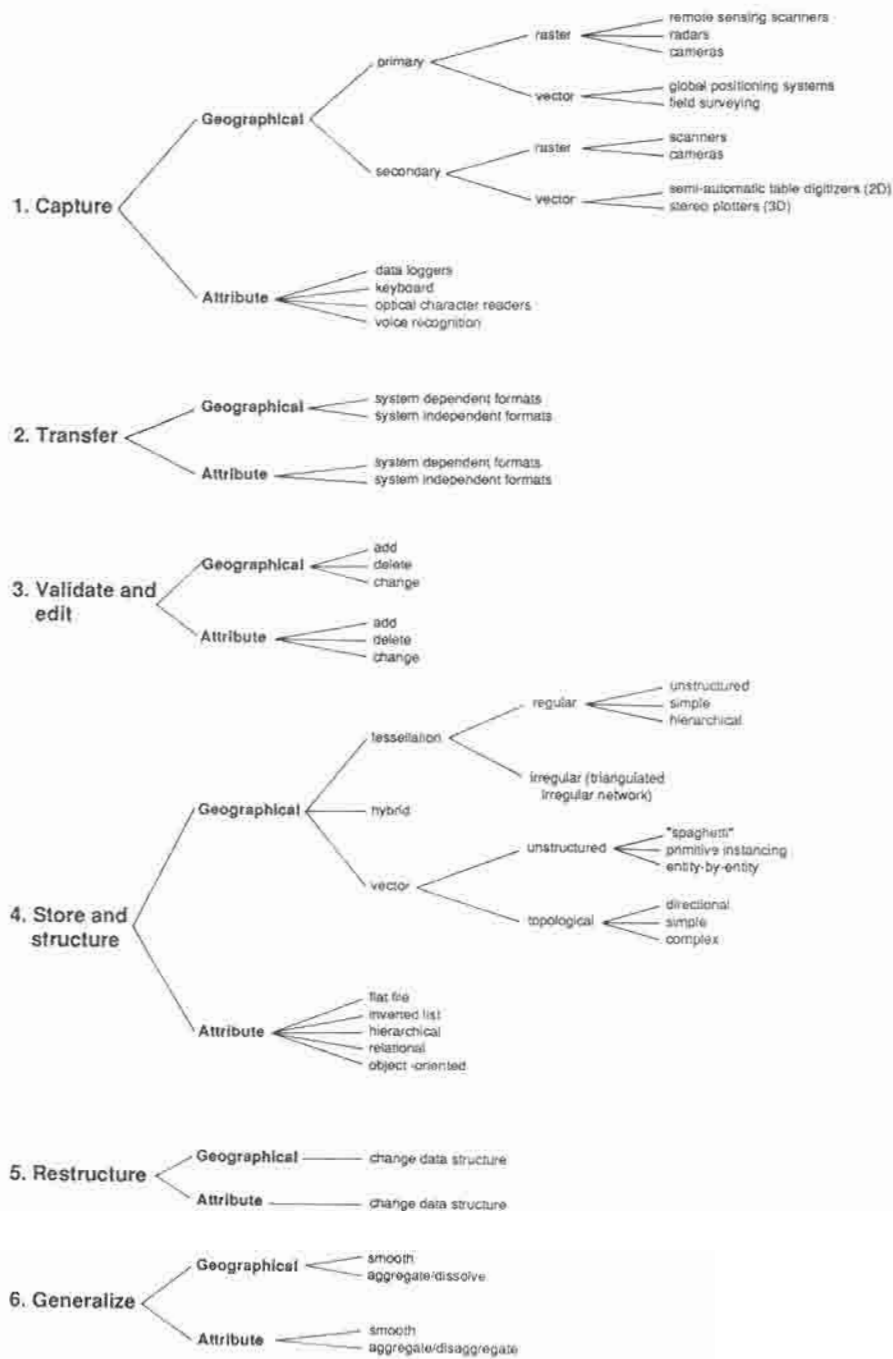 remote sensing scanners
raster
radars
cameras
primary
global positioning systems
vector
field surveying
Geographical
scanners
raster
cameras
secondary
semi-automatic table digitizers (2D)
vector
stereo plotters (3D)
1. Capture
data loggers
keyboard
Attribute
optical character readers
voice recognition
system dependent formats
Geographical
system independent formats
2. Transfer
system dependent formats
Attribute
system independent formats
add
Geographical
delete
change
3. Validate and
edit
add
Attribute
delete
change
unstructured
regular
simple
hierarchical
tessellation
irregular (triangulated
irregular network)
Geographical
hybrid
"spaghetti"
unstructured
primitive instancing
entity-by-entity
vector
directional
topological
simple
complex
4. Store and
structure
flat file
inverted list
Attribute
hierarchical
relational
object -oriented
Geographical
change data structure
5. Restructure
Attribute
change data structure
smooth
Geographical
aggregate/dissolve
6. Generalize
smooth
Attribute
aggregate/disaggregate